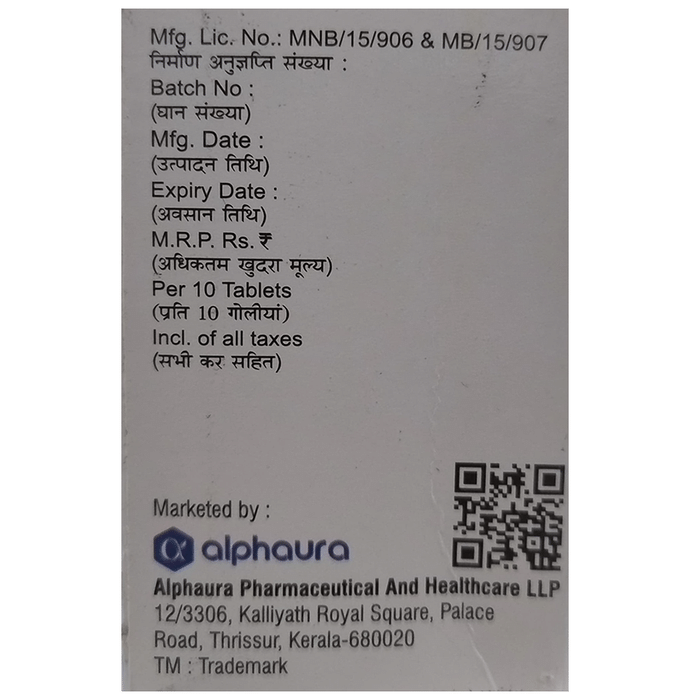 Mfg. Lic. No.: MNB/15/906 & MB/15/907
निर्माण अनुज्ञप्ति संख्या :
Batch No :
(घान संख्या)
Mfg. Date :
(उत्पादन तिथि)
Expiry Date :
(अवसान तिथि)
M.R.P. Rs. ₹
(अधिकतम खुदरा मूल्य)
Per 10 Tablets
(प्रति 10 गोलीयां)
Incl. of all taxes
(सभी कर सहित)
Marketed by :
alphaura
Alphaura Pharmaceutical And Healthcare LLP
12/3306, Kalliyath Royal Square, Palace
Road, Thrissur, Kerala-680020
TM : Trademark